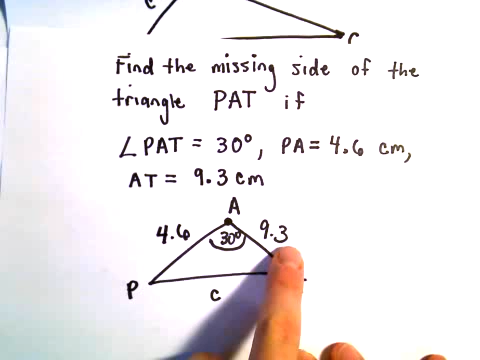 r
Find the missing side of the
triangle PAT if
∠PAT = 30°, PA = 4.6 cm,
AT = 9.3 cm
A
4.6 30° 9.3
P
c